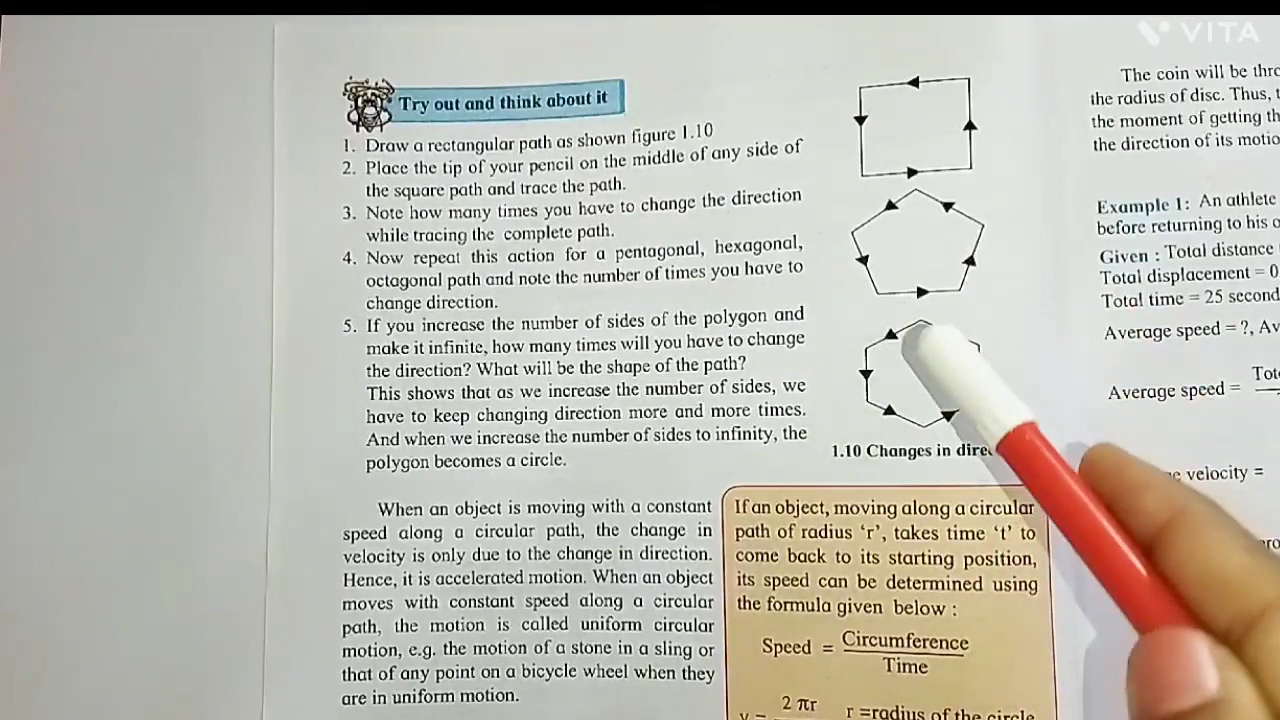 VITA
Try out and think about it
1. Draw a rectangular path as shown figure 1.10
2. Place the tip of your pencil on the middle of any side of
the square path and trace the path.
3. Note how many times you have to change the direction
while tracing the complete path.
4. Now repeat this action for a pentagonal, hexagonal,
octagonal path and note the number of times you have to
change direction.
5. If you increase the number of sides of the polygon and
make it infinite, how many times will you have to change
the direction? What will be the shape of the path?
This shows that as we increase the number of sides, we
have to keep changing direction more and more times.
And when we increase the number of sides to infinity, the
polygon becomes a circle.
1.10 Changes in
When an object is moving with a constant
speed along a circular path, the change in
velocity is only due to the change in direction.
Hence, it is accelerated motion. When an object
moves with constant speed along a circular
path, the motion is called uniform circular
motion, e.g. the motion of a stone in a sling or
that of any point on a bicycle wheel when they
are in uniform motion.
If an object, moving along a circular
path of radius ‘r’, takes time ‘t’ to
come back to its starting position,
its speed can be determined using
the formula given below :
Speed = Circumference
Time
v = 2 πr r =radius of the circle
The coin will be
the radius of disc. Thus,
the moment of getting
the direction of its
Example 1: An athlete
before returning to his
Given : Total distance
Total displacement = 0
Total time = 25 second
Average speed = ?,
Average speed =
velocity =